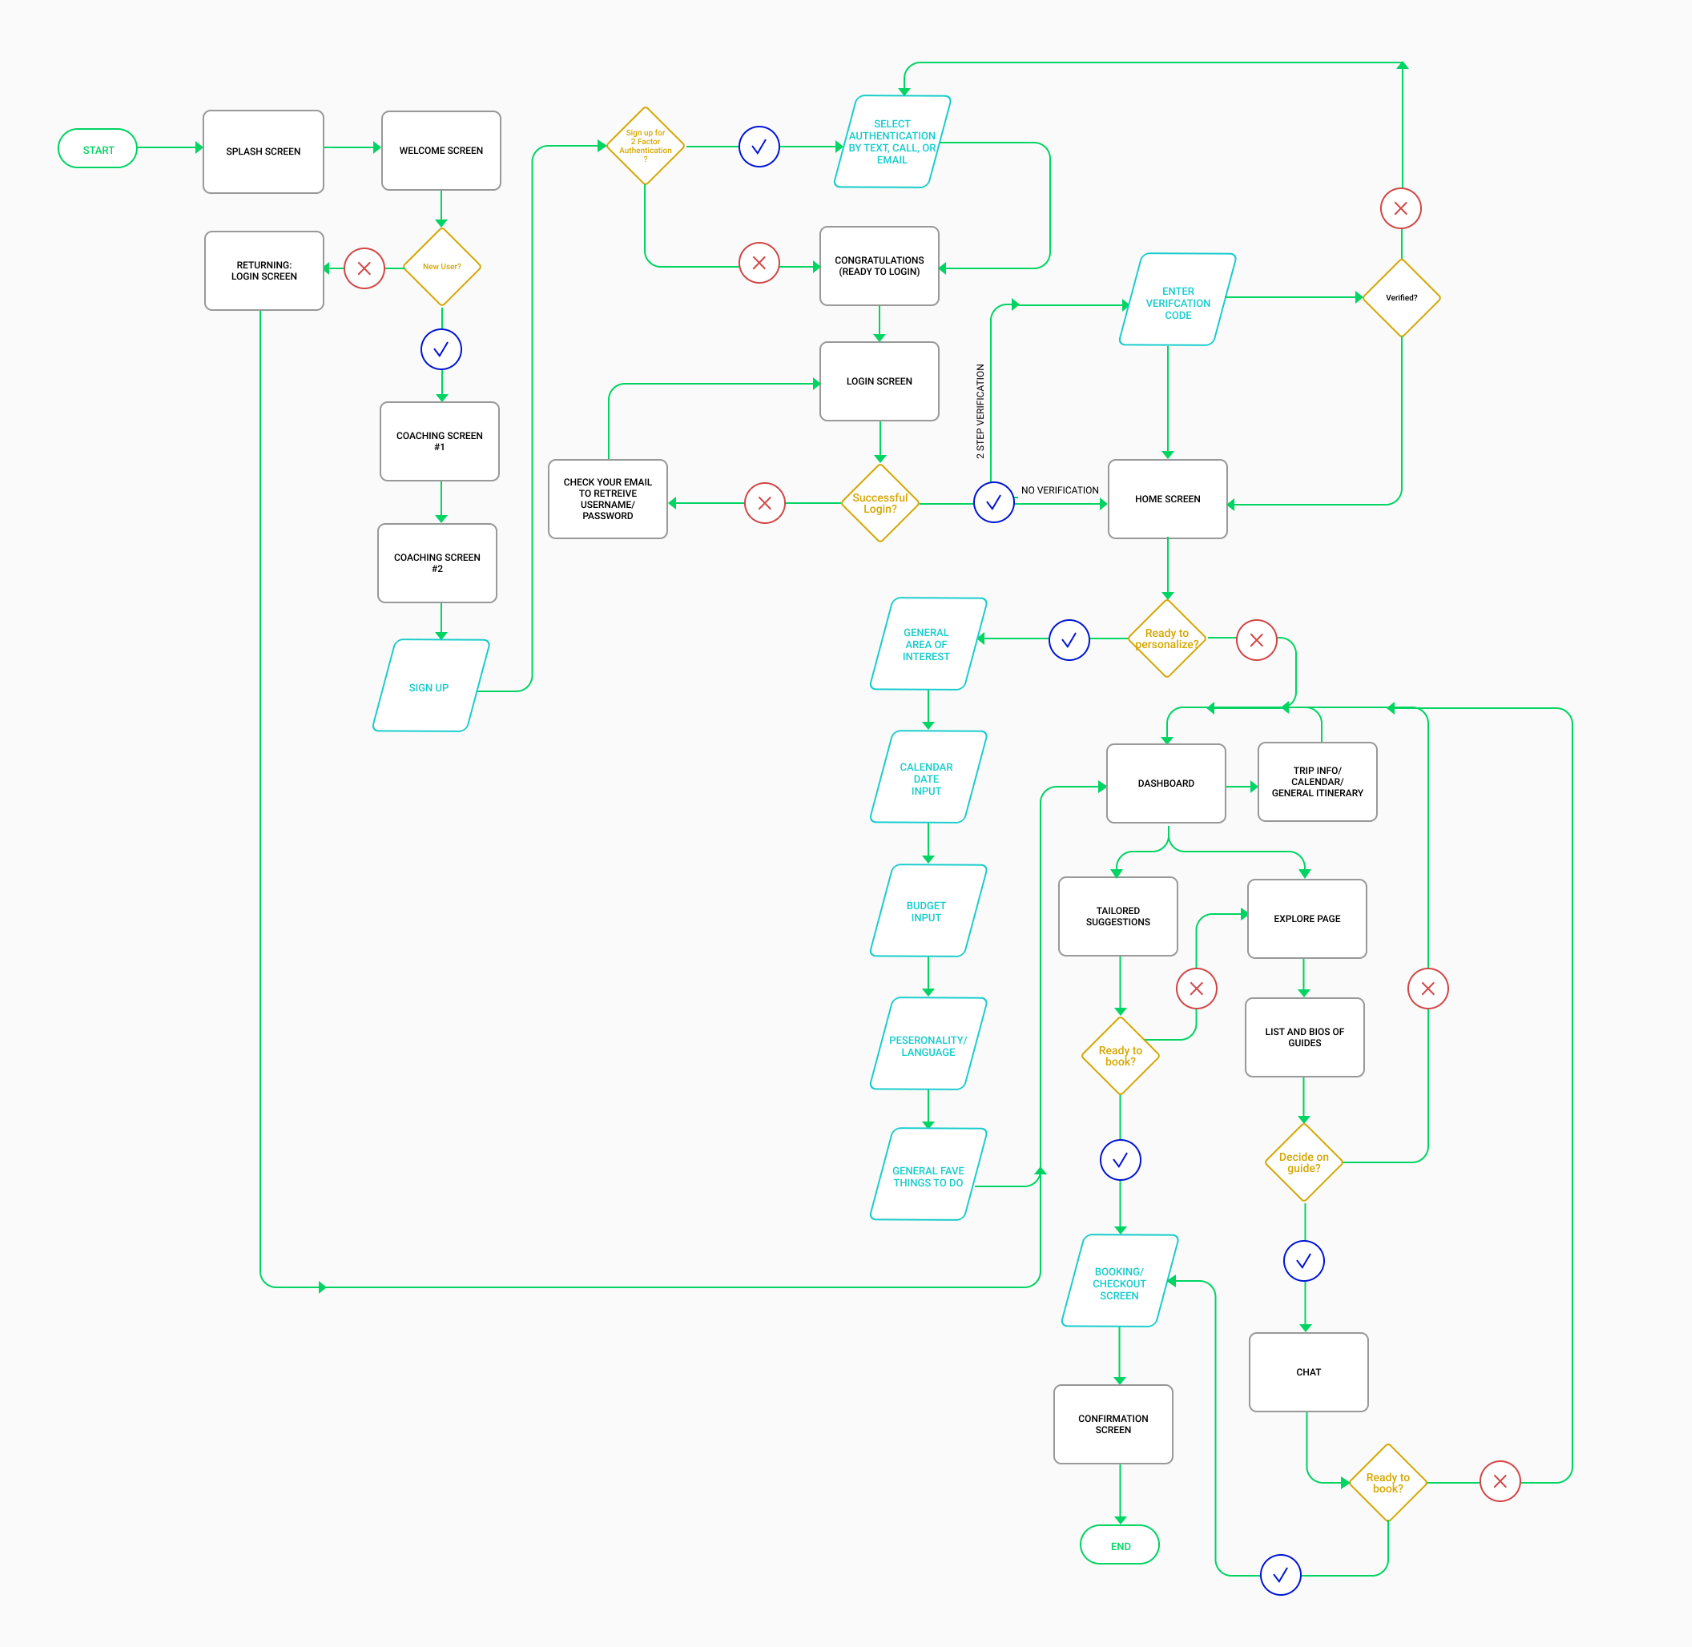 START
SPLASH SCREEN
WELCOME SCREEN
Sign up for
2 Factor
Authentication
?
SELECT
AUTHENTICATION
BY TEXT, CALL, OR
EMAIL
RETURNING:
LOGIN SCREEN
New User?
CONGRATULATIONS
(READY TO LOGIN)
ENTER
VERIFCATION
CODE
Verified?
LOGIN SCREEN
2 STEP VERIFICATION
COACHING SCREEN
#1
CHECK YOUR EMAIL
TO RETREIVE
USERNAME/
PASSWORD
Successful
Login?
NO VERIFICATION
HOME SCREEN
COACHING SCREEN
#2
SIGN UP
GENERAL
AREA OF
INTEREST
Ready to
personalize?
CALENDAR
DATE
INPUT
DASHBOARD
TRIP INFO/
CALENDAR/
GENERAL ITINERARY
BUDGET
INPUT
TAILORED
SUGGESTIONS
EXPLORE PAGE
PESERONALITY/
LANGUAGE
Ready to
book?
LIST AND BIOS OF
GUIDES
GENERAL FAVE
THINGS TO DO
Decide on
guide?
BOOKING/
CHECKOUT
SCREEN
CHAT
CONFIRMATION
SCREEN
Ready to
book?
END